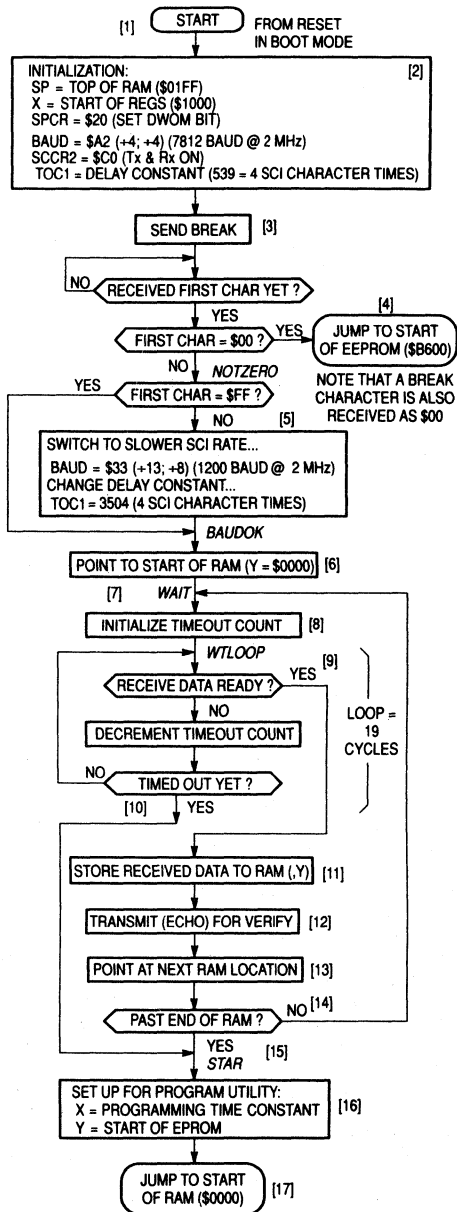 [1]
START
FROM RESET
IN BOOT MODE
INITIALIZATION:
[2]
SP = TOP OF RAM ($01FF)
X = START OF REGS ($1000)
SPCR = $20 (SET DWOM BIT)
BAUD = $A2 (÷4; ÷4) (7812 BAUD @ 2 MHz)
SCCR2 = $C0 (Tx & Rx ON)
TOC1 = DELAY CONSTANT (539 = 4 SCI CHARACTER TIMES)
SEND BREAK
[3]
NO
RECEIVED FIRST CHAR YET ?
YES
[4]
FIRST CHAR = $00 ?
YES
JUMP TO START
OF EEPROM ($B600)
NO
NOTZERO
NOTE THAT A BREAK
CHARACTER IS ALSO
RECEIVED AS $00
YES
FIRST CHAR = $FF ?
NO
[5]
SWITCH TO SLOWER SCI RATE...
BAUD = $33 (÷13; ÷8) (1200 BAUD @ 2 MHz)
CHANGE DELAY CONSTANT...
TOC1 = 3504 (4 SCI CHARACTER TIMES)
BAUDOK
POINT TO START OF RAM (Y = $0000)
[6]
[7]
WAIT
INITIALIZE TIMEOUT COUNT
[8]
WTLOOP
[9]
RECEIVE DATA READY ?
YES
NO
DECREMENT TIMEOUT COUNT
LOOP =
19
CYCLES
NO
TIMED OUT YET ?
[10]
YES
STORE RECEIVED DATA TO RAM (,Y)
[11]
TRANSMIT (ECHO) FOR VERIFY
[12]
POINT AT NEXT RAM LOCATION
[13]
PAST END OF RAM ?
NO
[14]
YES
STAR
[15]
SET UP FOR PROGRAM UTILITY:
X = PROGRAMMING TIME CONSTANT
Y = START OF EPROM
[16]
JUMP TO START
OF RAM ($0000)
[17]